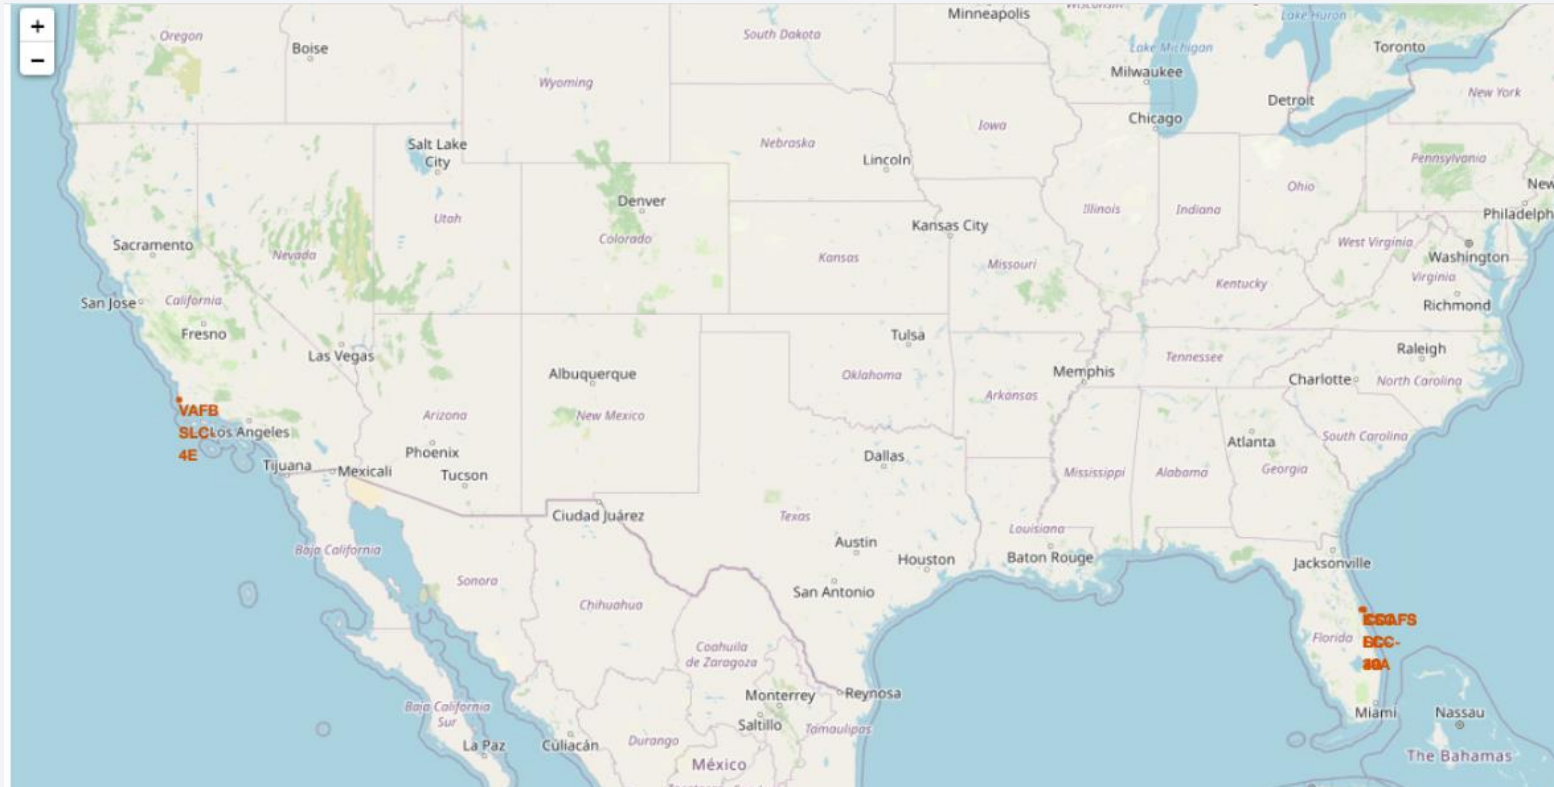 +
−
Oregon
Boise
Wyoming
South Dakota
Minneapolis
Lake Michigan
Milwaukee
Lake Huron
Toronto
Detroit
New York
Chicago
Iowa
Nebraska
Lincoln
Salt Lake
City
Utah
Denver
Colorado
Kansas City
Illinois
Indiana
Ohio
Pennsylvania
New
Philadelph
Sacramento
Nevada
Kansas
Missouri
West Virginia
Washington
Virginia
Kentucky
San Jose
California
Richmond
Fresno
Las Vegas
Tulsa
Raleigh
Albuquerque
Oklahoma
Memphis
Tennessee
Charlotte
North Carolina
Arkansas
VAFB
SLC-
4E
Los Angeles
Arizona
New Mexico
Phoenix
Dallas
Atlanta
South Carolina
Tijuana
Mexicali
Tucson
Mississippi
Alabama
Georgia
Ciudad Juárez
Texas
Louisiana
Baja California
Austin
Houston
Baton Rouge
Jacksonville
Sonora
San Antonio
Chihuahua
Florida
Coahuila
de Zaragoza
Monterrey
Reynosa
Baja California
Sur
Saltillo
Tamaulipas
Miami
Nassau
La Paz
Culiacán
Durango
México
The Bahamas